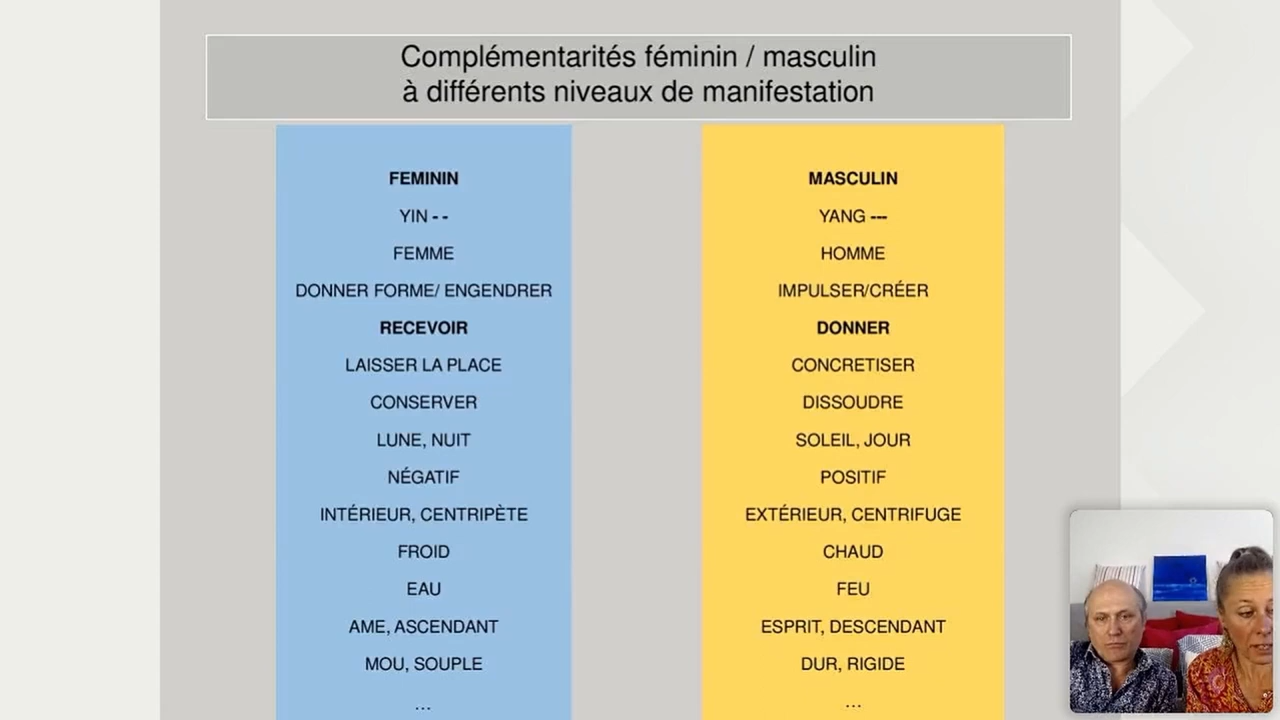 Complémentarités féminin / masculin
à différents niveaux de manifestation
FEMININ
YIN - -
FEMME
DONNER FORME/ ENGENDRER
RECEVOIR
LAISSER LA PLACE
CONSERVER
LUNE, NUIT
NÉGATIF
INTÉRIEUR, CENTRIPÈTE
FROID
EAU
AME, ASCENDANT
MOU, SOUPLE
…
MASCULIN
YANG ---
HOMME
IMPULSER/CRÉER
DONNER
CONCRETISER
DISSOUDRE
SOLEIL, JOUR
POSITIF
EXTÉRIEUR, CENTRIFUGE
CHAUD
FEU
ESPRIT, DESCENDANT
DUR, RIGIDE
…